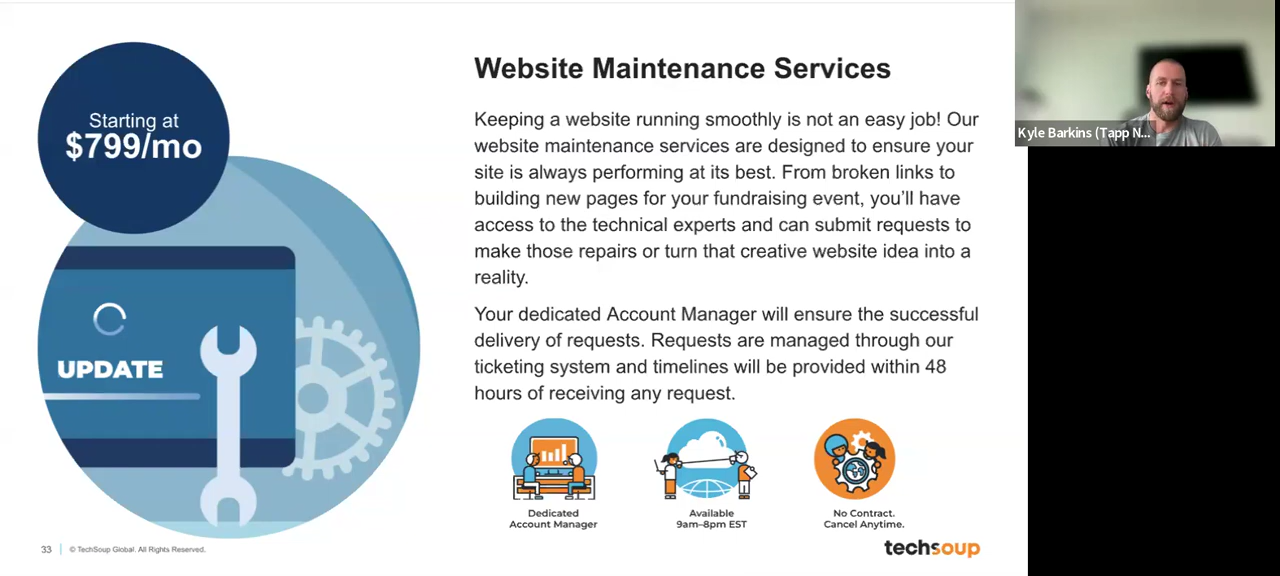 Starting at
$799/mo
UPDATE
Website Maintenance Services
Keeping a website running smoothly is not an easy job! Our
website maintenance services are designed to ensure your
site is always performing at its best. From broken links to
building new pages for your fundraising event, you’ll have
access to the technical experts and can submit requests to
make those repairs or turn that creative website idea into a
reality.
Your dedicated Account Manager will ensure the successful
delivery of requests. Requests are managed through our
ticketing system and timelines will be provided within 48
hours of receiving any request.
Dedicated
Account Manager
Available
9am–8pm EST
No Contract.
Cancel Anytime.
33 | © TechSoup Global. All Rights Reserved.
techsoup
Kyle Barkins (Tapp N...